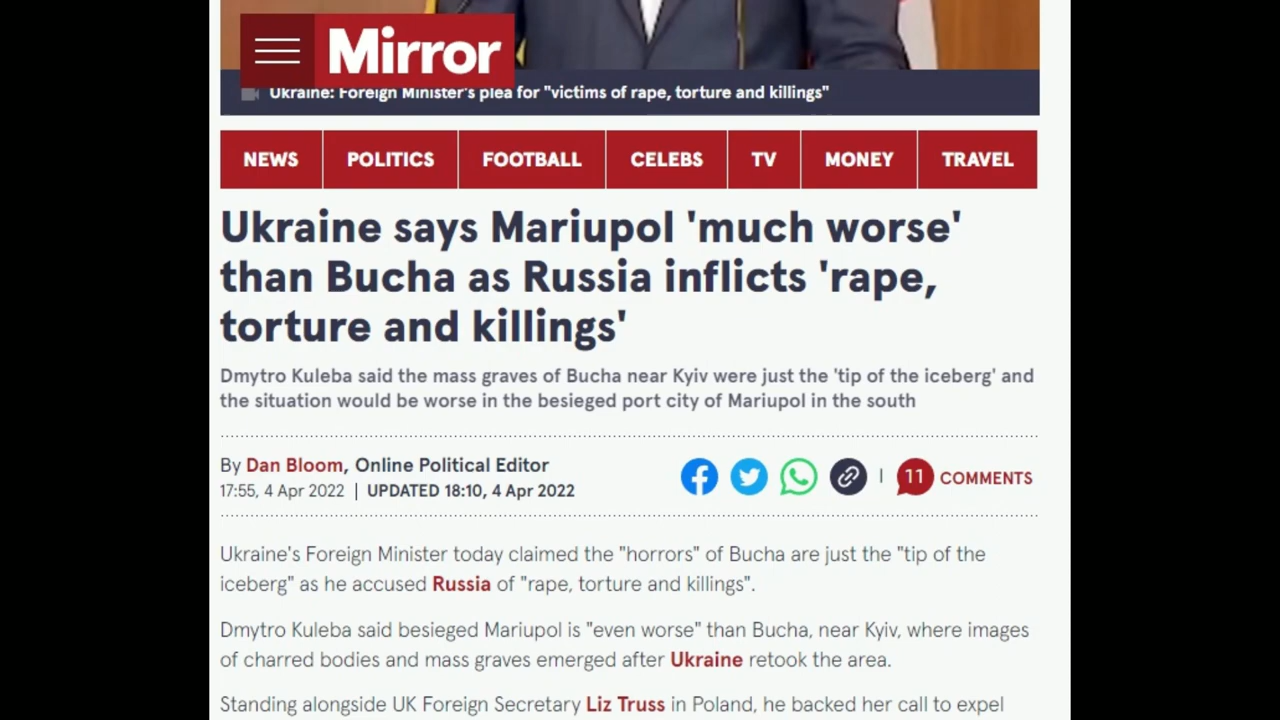 Mirror
Ukraine: Foreign Minister's plea for "victims of rape, torture and killings"
NEWS POLITICS FOOTBALL CELEBS TV MONEY TRAVEL
Ukraine says Mariupol 'much worse'
than Bucha as Russia inflicts 'rape,
torture and killings'
Dmytro Kuleba said the mass graves of Bucha near Kyiv were just the 'tip of the iceberg' and
the situation would be worse in the besieged port city of Mariupol in the south
By Dan Bloom, Online Political Editor
17:55, 4 Apr 2022 | UPDATED 18:10, 4 Apr 2022
11 COMMENTS
Ukraine's Foreign Minister today claimed the "horrors" of Bucha are just the "tip of the
iceberg" as he accused Russia of "rape, torture and killings".
Dmytro Kuleba said besieged Mariupol is "even worse" than Bucha, near Kyiv, where images
of charred bodies and mass graves emerged after Ukraine retook the area.
Standing alongside UK Foreign Secretary Liz Truss in Poland, he backed her call to expel